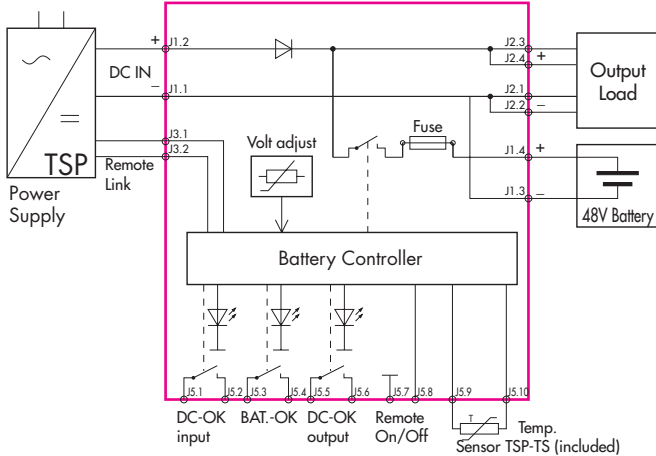 J1.2
J2.3
+
DC IN
J2.4
+
Output
Load
−
J1.1
J2.1
J2.2
−
J3.1
Volt adjust
Fuse
J1.4
+
TSP
J3.2
Remote
Link
Power
Supply
J1.3
−
48V Battery
Battery Controller
J5.1
J5.2
J5.3
J5.4
J5.5
J5.6
J5.7
J5.8
J5.9
J5.10
DC-OK
input
BAT.-OK
DC-OK
output
Remote
On/Off
T
Temp.
Sensor TSP-TS (included)